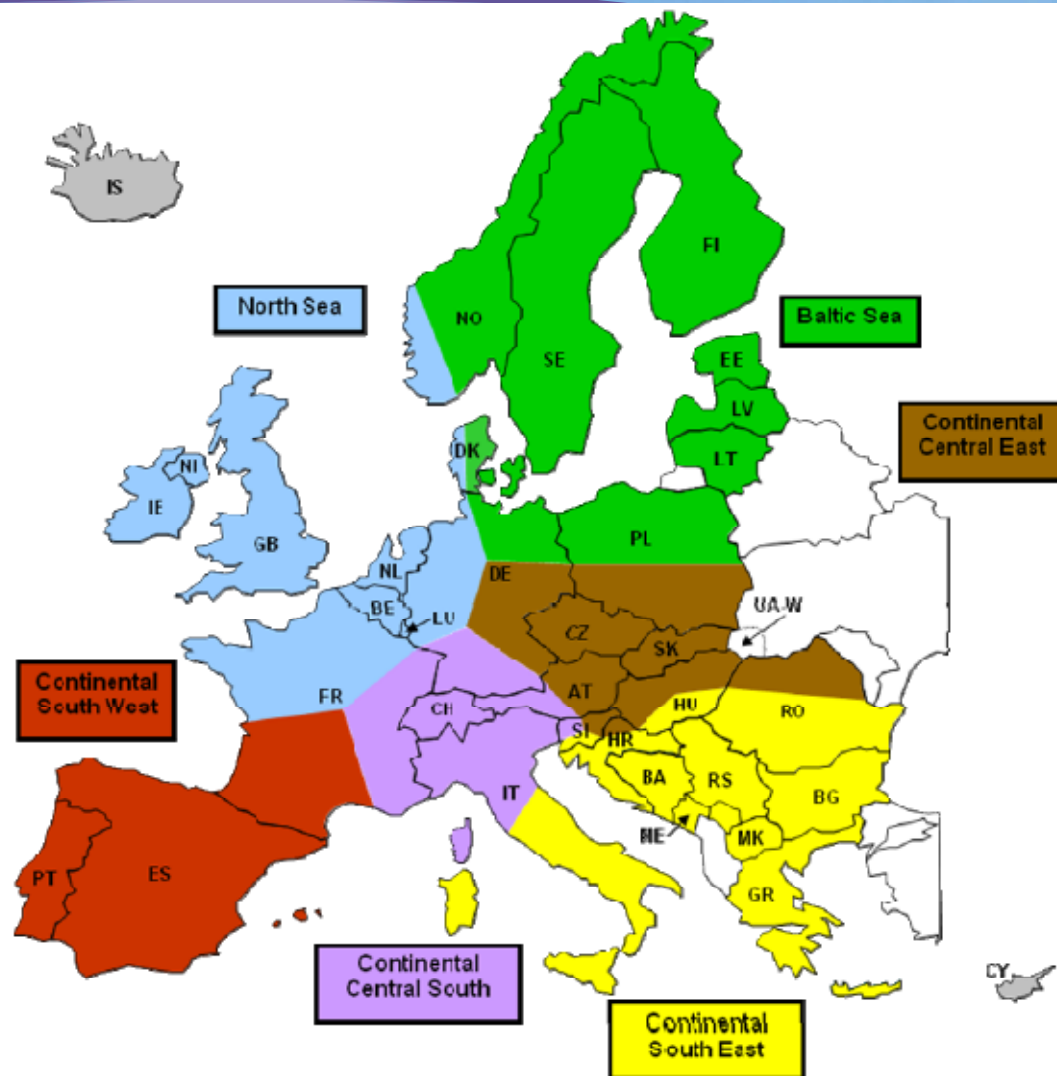 IS
FI
North Sea
NO
Baltic Sea
SE
EE
LV
Continental
Central East
DK
LT
NI
IE
GB
PL
NL
DE
BE
LU
UA-W
CZ
SK
Continental
South West
AT
FR
CH
HU
RO
SI
HR
BA
RS
IT
BG
ME
MK
PT
ES
GR
Continental
Central South
CY
Continental
South East